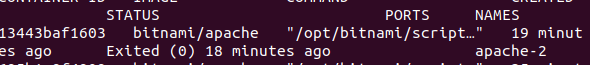 STATUS PORTS NAMES
13443baf1603 bitnami/apache "/opt/bitnami/script…" 19 minut
es ago Exited (0) 18 minutes ago apache-2